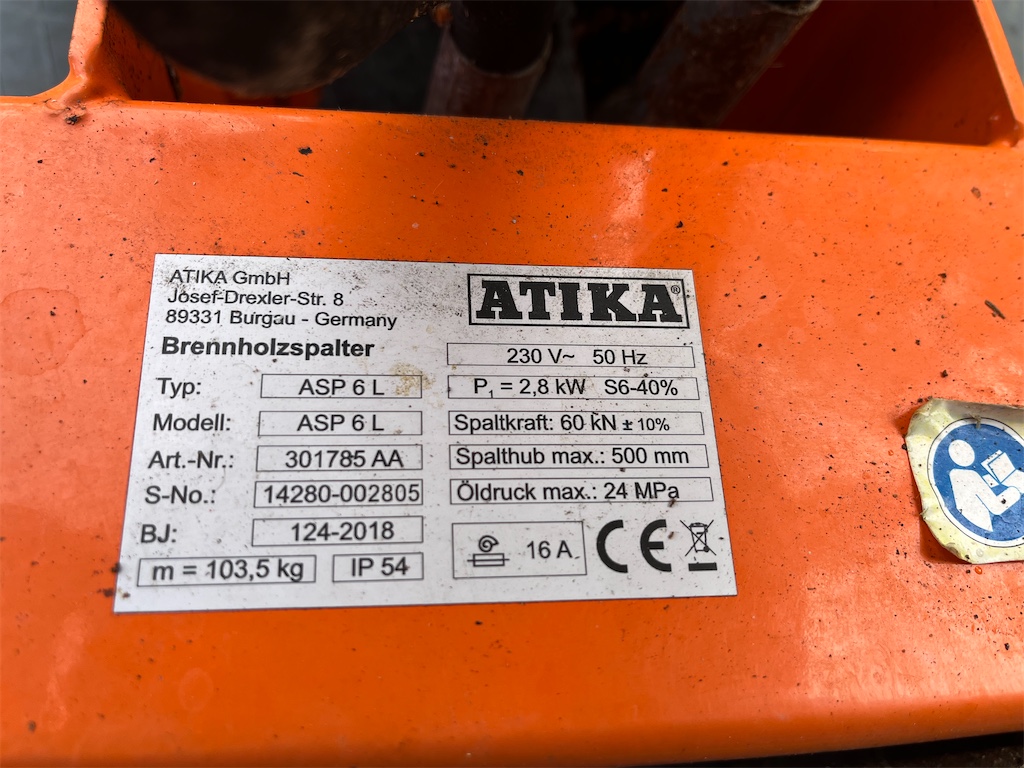 ATIKA GmbH
Josef-Drexler-Str. 8
89331 Burgau - Germany
ATIKA®
Brennholzspalter
230 V~ 50 Hz
Typ: ASP 6 L
P₁ = 2,8 kW S6-40%
Modell: ASP 6 L
Spaltkraft: 60 kN ± 10%
Art.-Nr.: 301785 AA
Spalthub max.: 500 mm
S-No.: 14280-002805
Öldruck max.: 24 MPa
BJ: 124-2018
16 A
CE
m = 103,5 kg IP 54